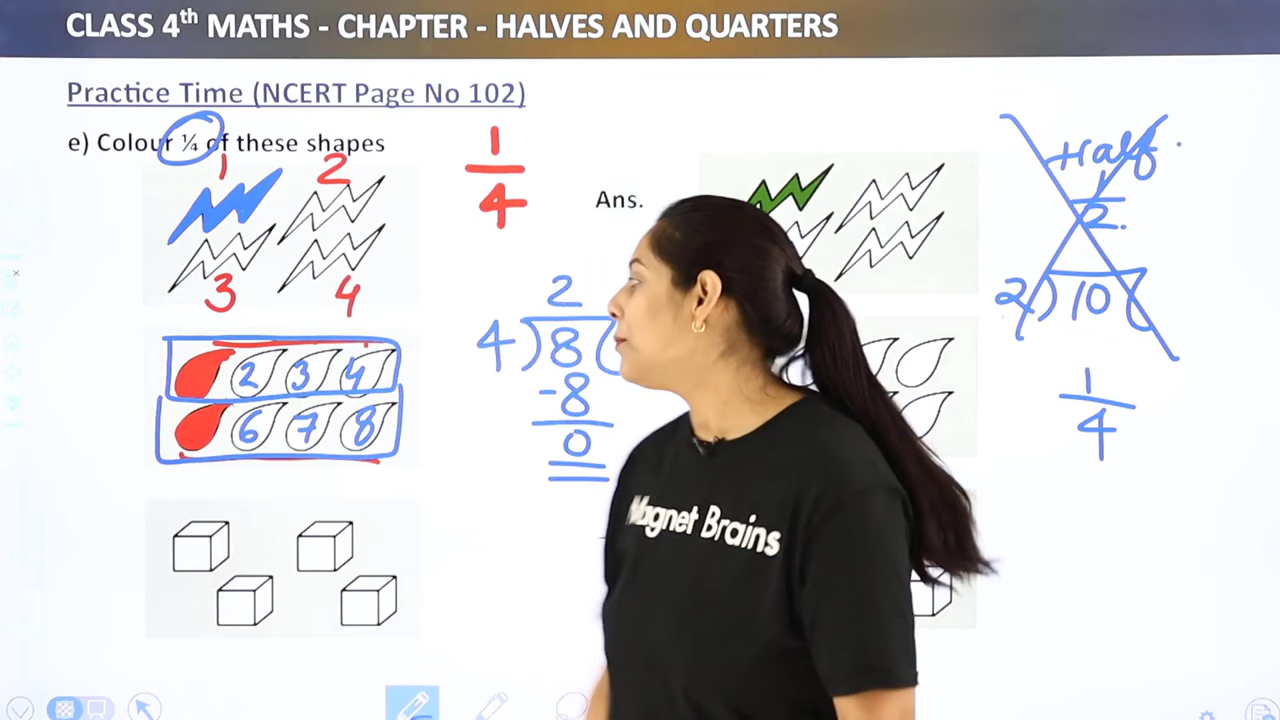 CLASS 4th MATHS - CHAPTER - HALVES AND QUARTERS
Practice Time (NCERT Page No 102)
e) Colour ¼ of these shapes
1 2
3 4
1
4
Ans.
Half
1
2.
2) 10 (
2
4) 8 (
-8
0
2 3 4
6 7 8
1
4
Magnet Brains